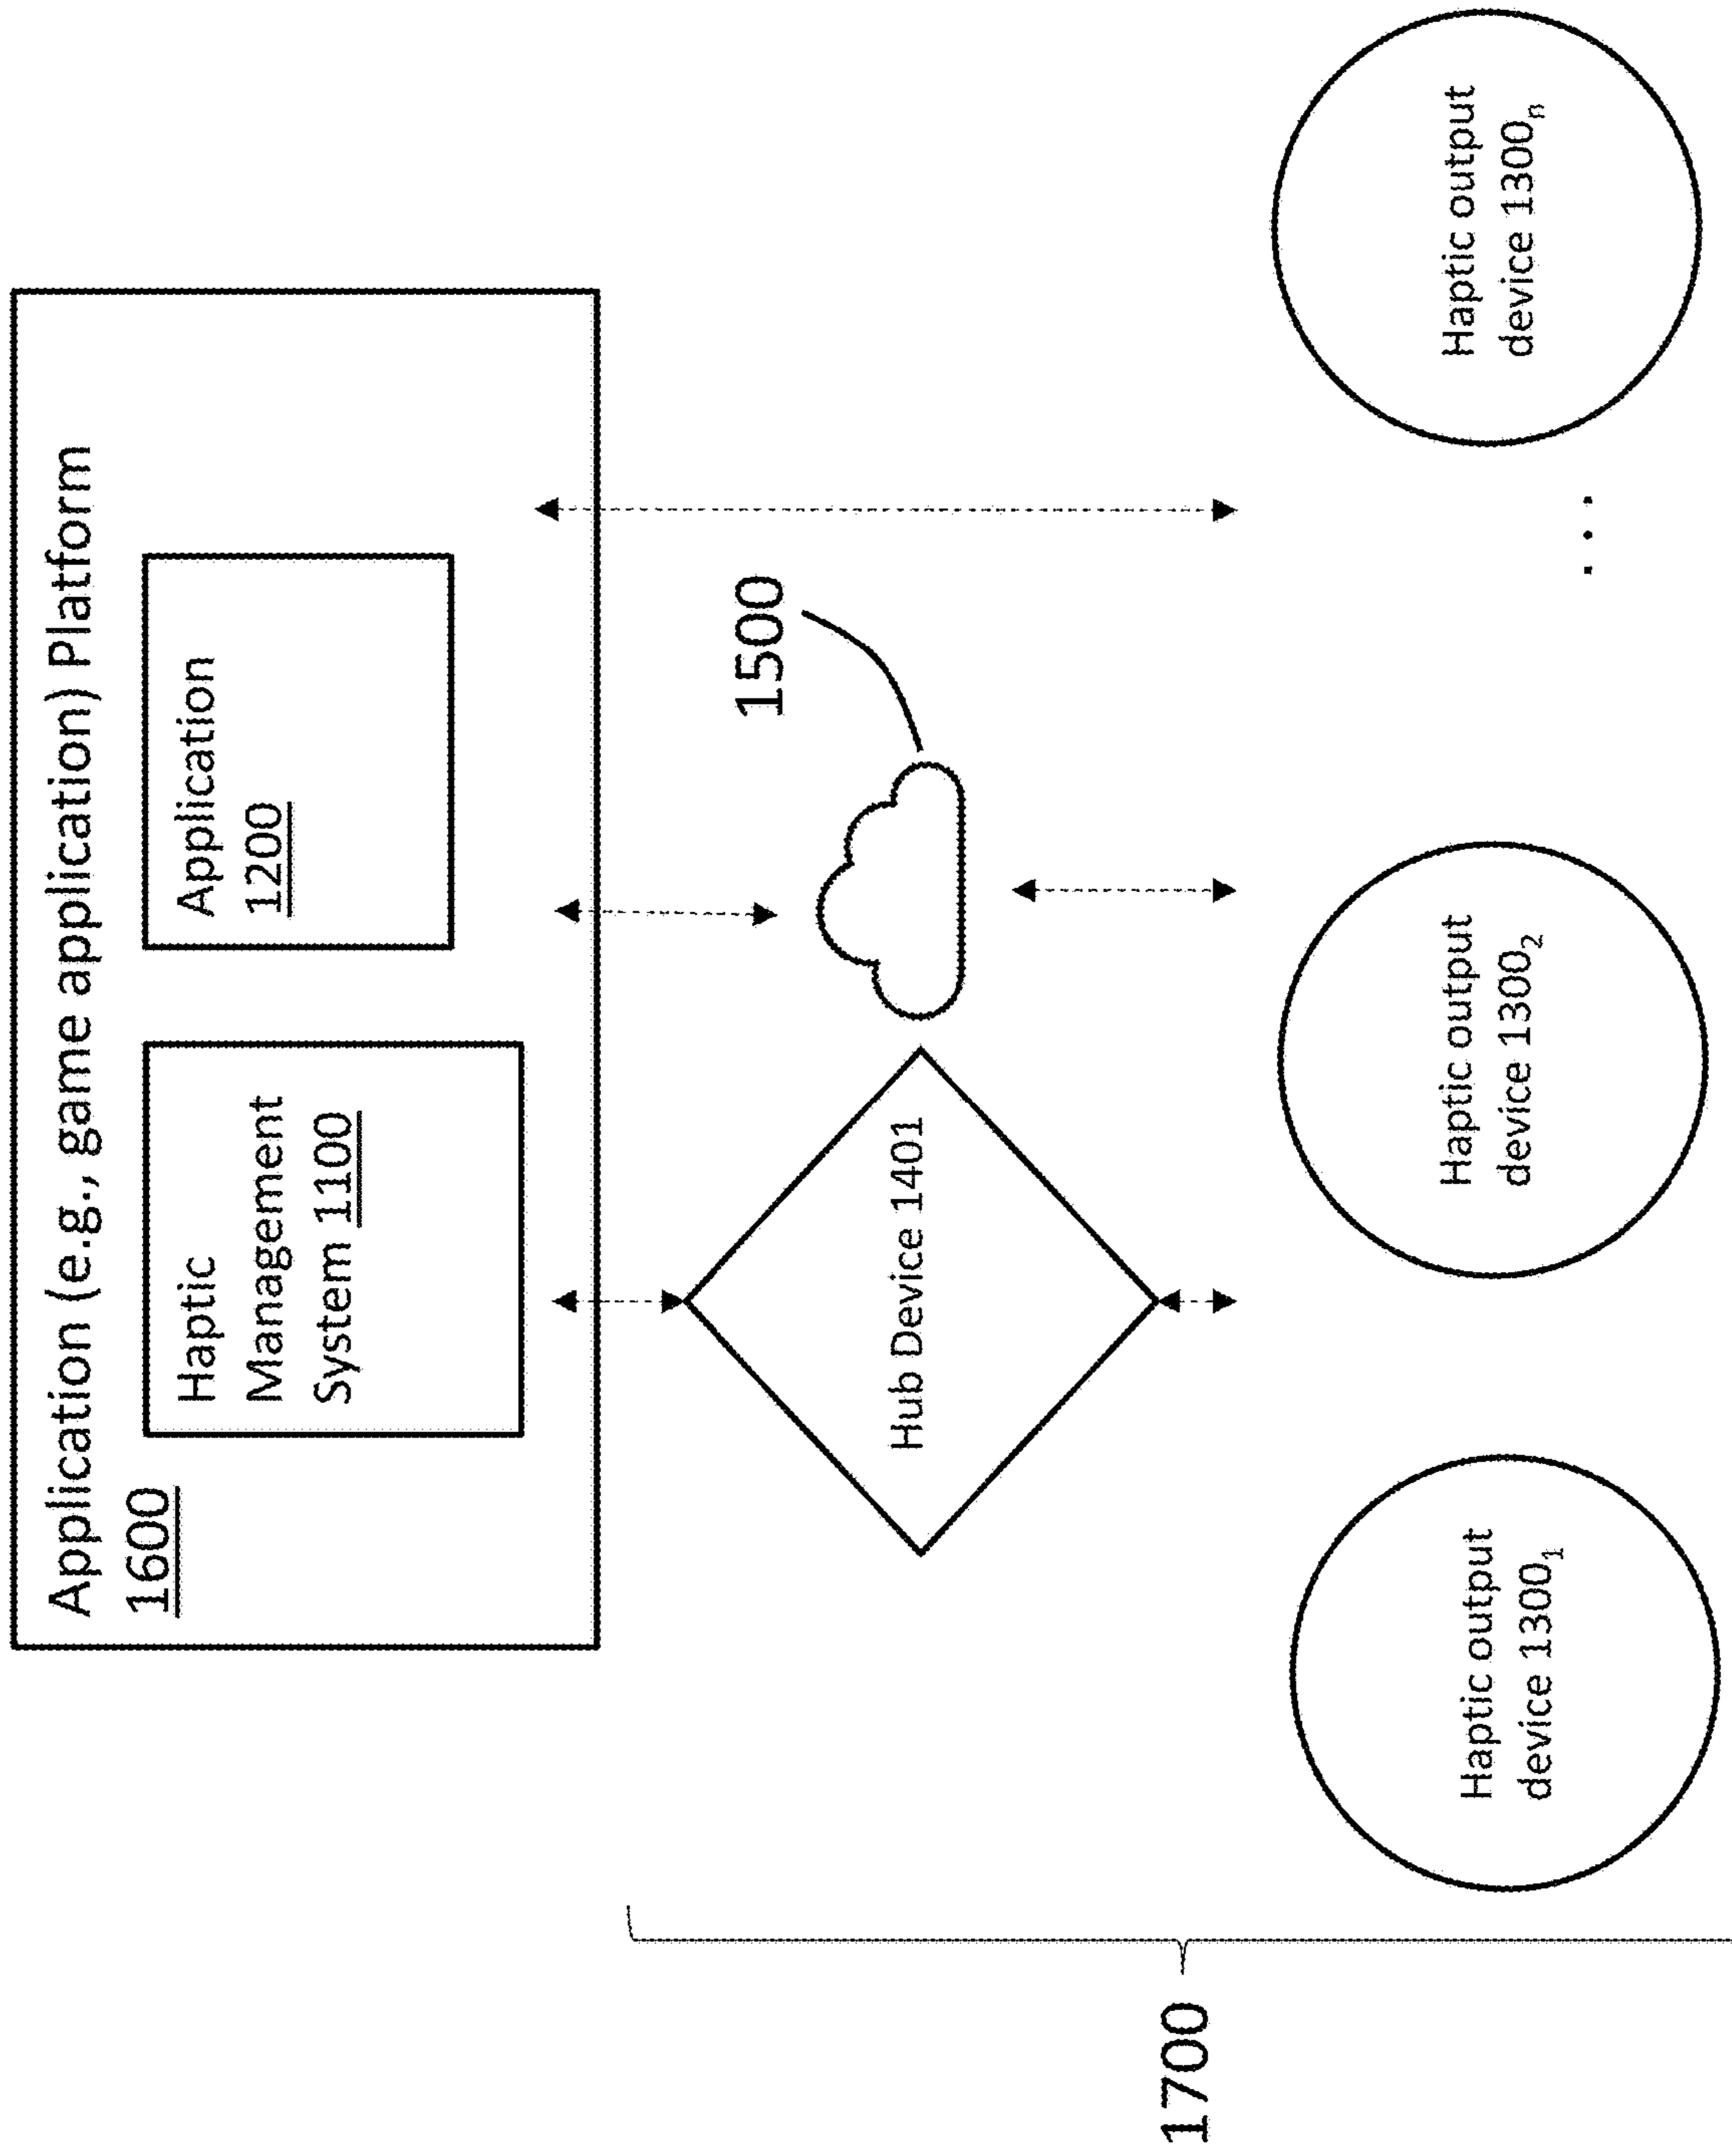 Application (e.g., game application) Platform
1600
Haptic
Management
System 1100
Application
1200
1500
Hub Device 1401
1700
Haptic output
device 1300₁
Haptic output
device 1300₂
. . .
Haptic output
device 1300ₙ